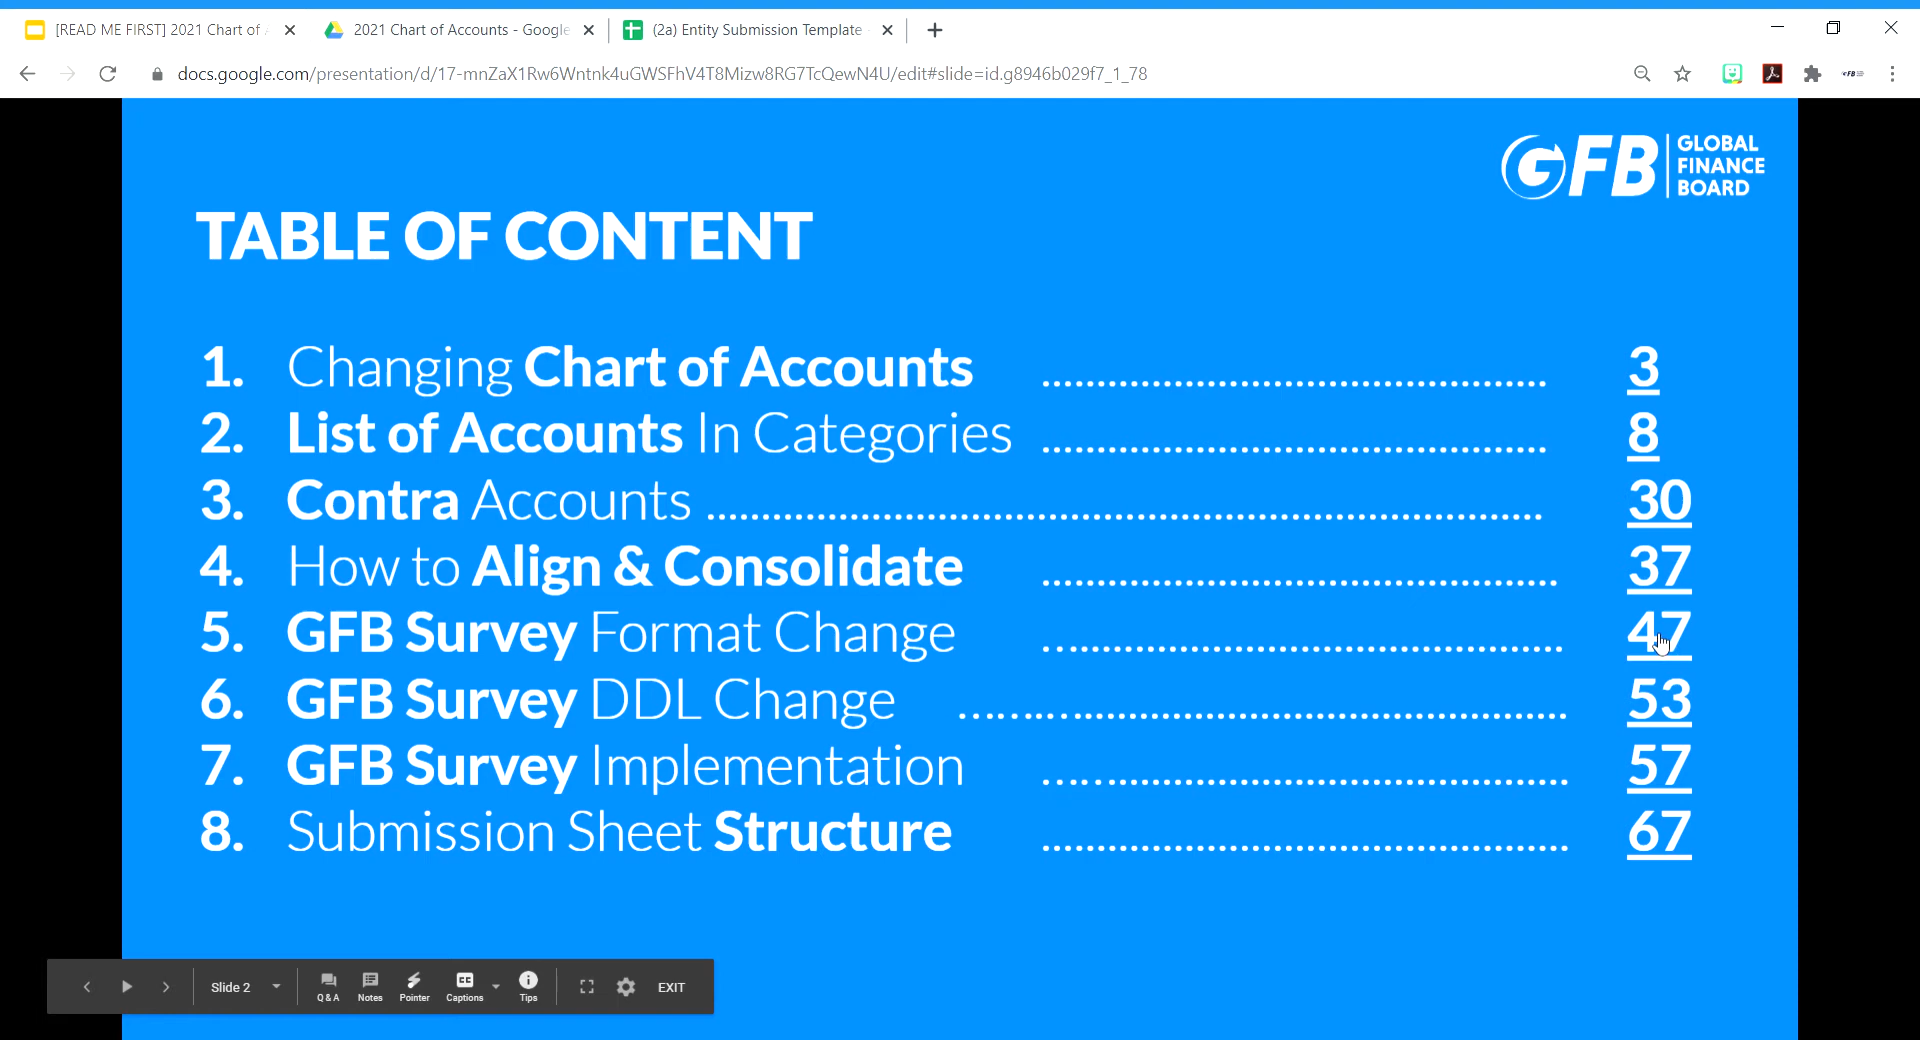 [READ ME FIRST] 2021 Chart of
2021 Chart of Accounts - Google
(2a) Entity Submission Template
docs.google.com/presentation/d/17-mnZaX1Rw6Wntnk4uGWSFhV4T8Mizw8RG7TcQewN4U/edit#slide=id.g8946b029f7_1_78
GFB
GLOBAL
FINANCE
BOARD
TABLE OF CONTENT
1. Changing Chart of Accounts ................................................ 3
2. List of Accounts In Categories ................................................ 8
3. Contra Accounts ................................................................................ 30
4. How to Align & Consolidate ................................................. 37
5. GFB Survey Format Change ................................................. 47
6. GFB Survey DDL Change .......................................................... 53
7. GFB Survey Implementation .................................................. 57
8. Submission Sheet Structure .................................................. 67
Slide 2
Q & A
Notes
Pointer
Captions
Tips
EXIT